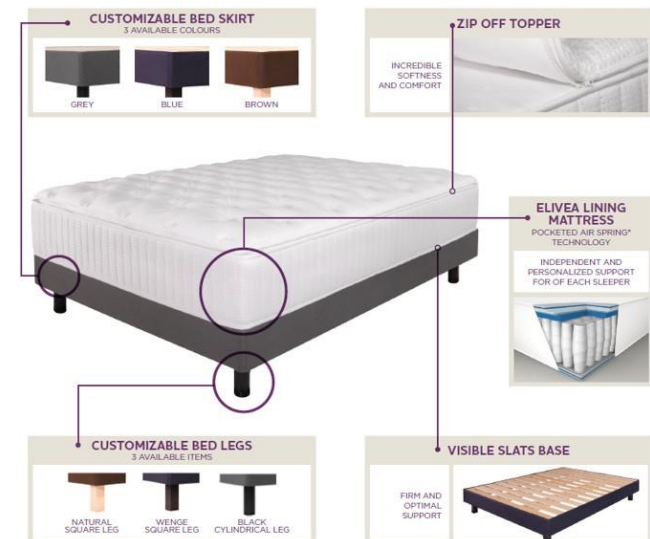 CUSTOMIZABLE BED SKIRT
3 AVAILABLE COLOURS
GREY
BLUE
BROWN
ZIP OFF TOPPER
INCREDIBLE
SOFTNESS
AND COMFORT
ELIVEA LINING
MATTRESS
POCKETED AIR SPRING*
TECHNOLOGY
INDEPENDENT AND
PERSONALIZED SUPPORT
FOR OF EACH SLEEPER
CUSTOMIZABLE BED LEGS
3 AVAILABLE ITEMS
NATURAL
SQUARE LEG
WENGE
SQUARE LEG
BLACK
CYLINDRICAL LEG
VISIBLE SLATS BASE
FIRM AND
OPTIMAL
SUPPORT